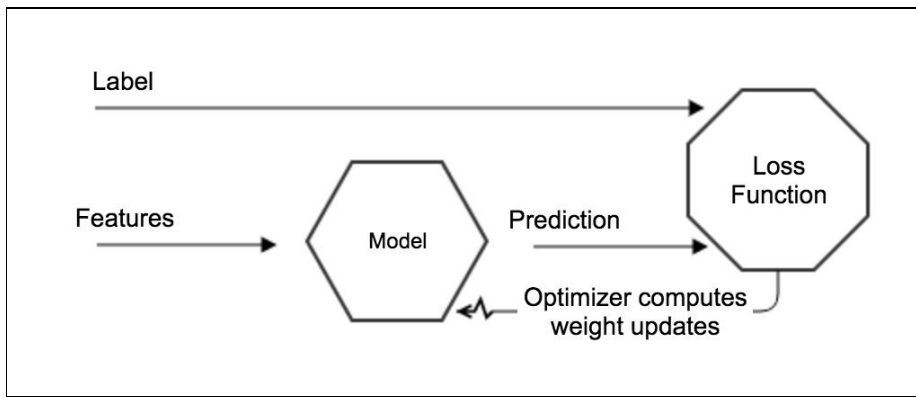 Label
Loss
Function
Features
Model
Prediction
Optimizer computes
weight updates